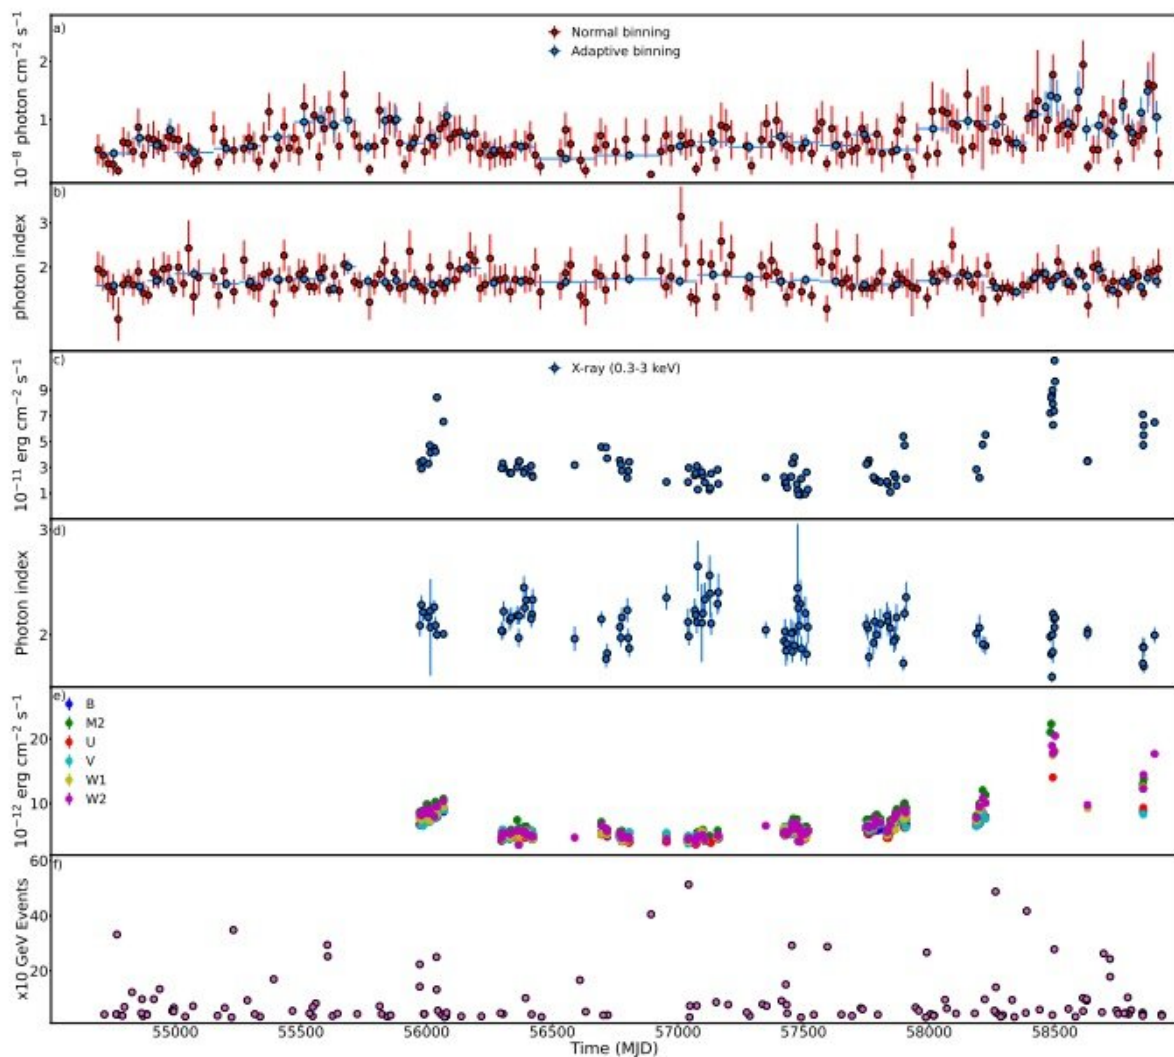 a)
Normal binning
Adaptive binning
10⁻⁸ photon cm⁻² s⁻¹
2
1
b)
photon index
3
2
c)
X-ray (0.3-3 keV)
10⁻¹¹ erg cm⁻² s⁻¹
9
7
5
3
1
d)
Photon index
3
2
e)
B
M2
U
V
W1
W2
10⁻¹² erg cm⁻² s⁻¹
20
10
f)
x10 GeV Events
60
40
20
55000 55500 56000 56500 57000 57500 58000 58500
Time (MJD)